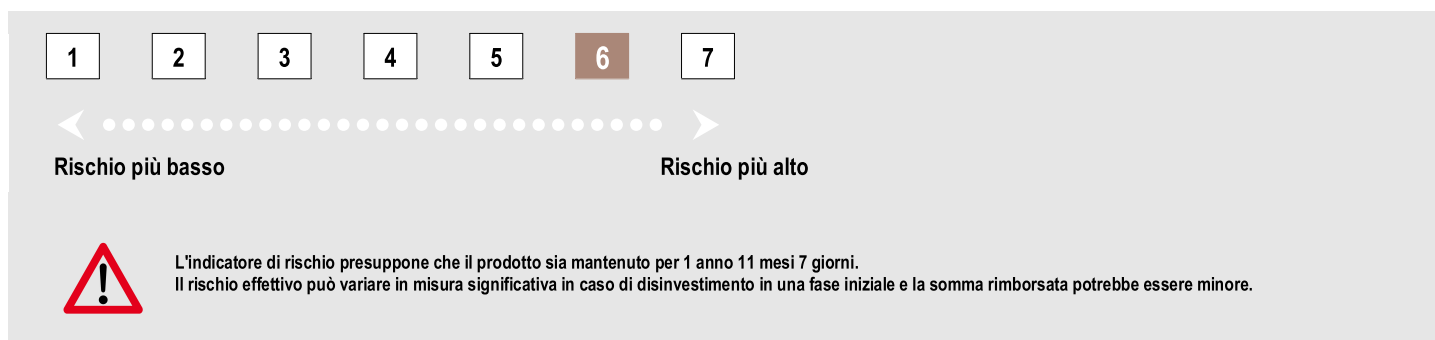 1 2 3 4 5 6 7
Rischio più basso Rischio più alto
L'indicatore di rischio presuppone che il prodotto sia mantenuto per 1 anno 11 mesi 7 giorni.
Il rischio effettivo può variare in misura significativa in caso di disinvestimento in una fase iniziale e la somma rimborsata potrebbe essere minore.